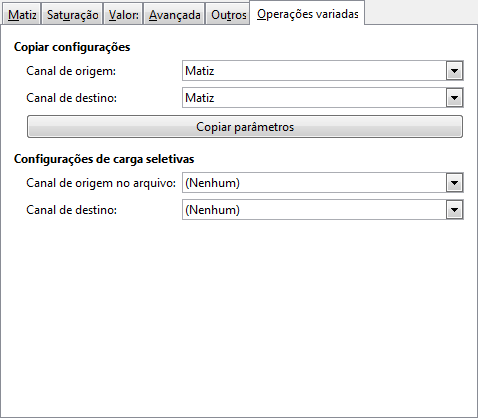 Matiz Saturação Valor: Avançada Outros Operações variadas
Copiar configurações
Canal de origem: Matiz
Canal de destino: Matiz
Copiar parâmetros
Configurações de carga seletivas
Canal de origem no arquivo: (Nenhum)
Canal de destino: (Nenhum)